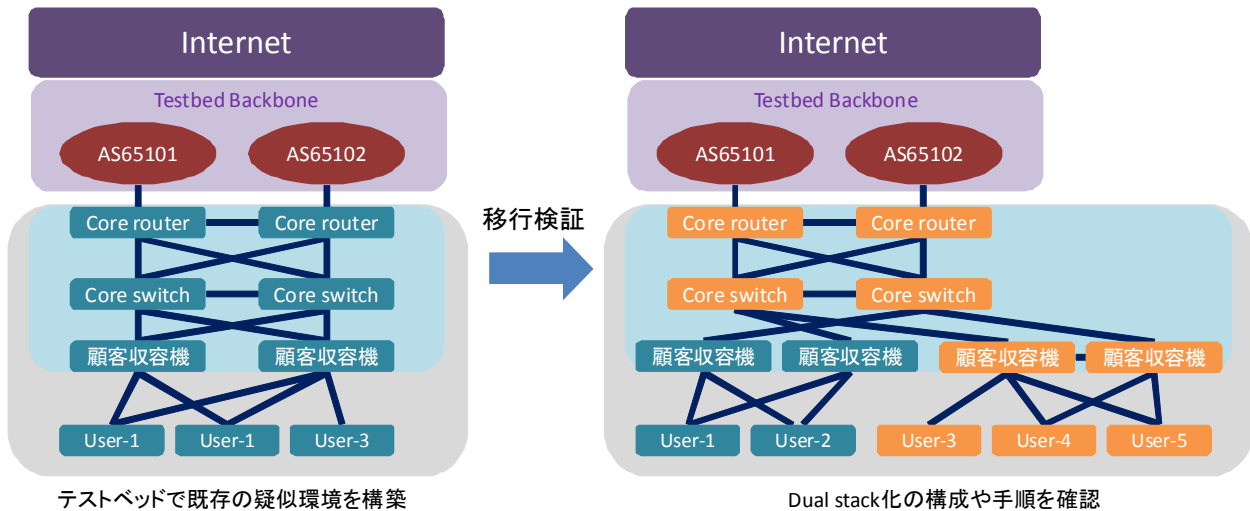 Internet
Testbed Backbone
AS65101 AS65102
Core router Core router
Core switch Core switch
顧客収容機 顧客収容機
User-1 User-1 User-3
テストベッドで既存の疑似環境を構築
移行検証
Internet
Testbed Backbone
AS65101 AS65102
Core router Core router
Core switch Core switch
顧客収容機 顧客収容機 顧客収容機 顧客収容機
User-1 User-2 User-3 User-4 User-5
Dual stack化の構成や手順を確認